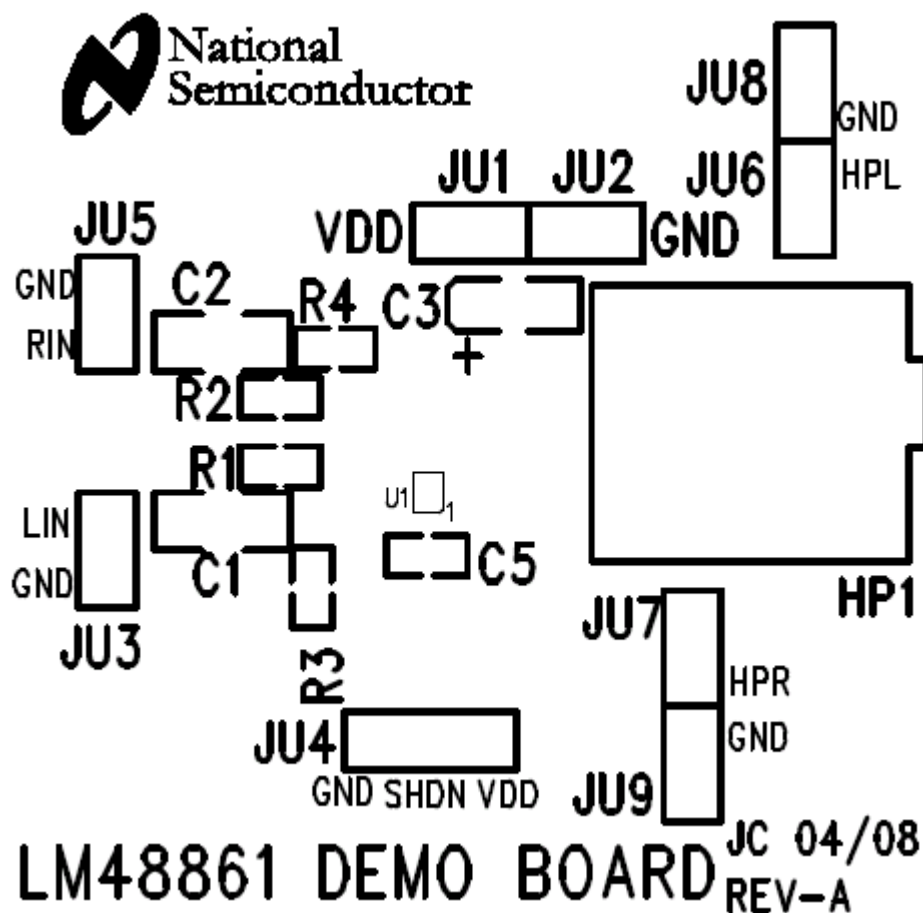 National
Semiconductor
JU8
GND
JU6
HPL
JU1 JU2
VDD
GND
JU5
GND
RIN
C2
R4
C3
+
R2
R1
U1
1
LIN
GND
JU3
C1
C5
R3
HP1
JU7
HPR
GND
JU9
JU4
GND SHDN VDD
LM48861 DEMO BOARD
JC 04/08
REV-A